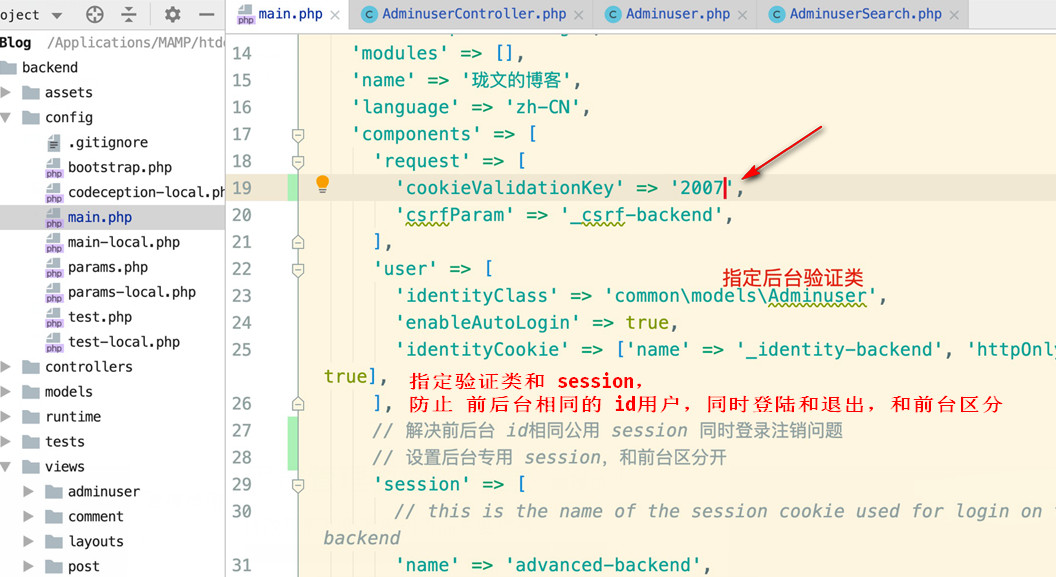 oject
main.php
AdminuserController.php
Adminuser.php
AdminuserSearch.php
Blog /Applications/MAMP/htd
backend
assets
config
.gitignore
bootstrap.php
codeception-local.ph
main.php
main-local.php
params.php
params-local.php
test.php
test-local.php
controllers
models
runtime
tests
views
adminuser
comment
layouts
post
14 'modules' => [],
15 'name' => '珑文的博客',
16 'language' => 'zh-CN',
17 'components' => [
18 'request' => [
19 'cookieValidationKey' => '2007',
20 'csrfParam' => '_csrf-backend',
21 ],
22 'user' => [
指定后台验证类
23 'identityClass' => 'common\models\Adminuser',
24 'enableAutoLogin' => true,
25 'identityCookie' => ['name' => '_identity-backend', 'httpOnly
true],
指定验证类和 session，
26 ],
防止 前后台相同的 id用户，同时登陆和退出，和前台区分
27 // 解决前后台 id相同公用 session 同时登录注销问题
28 // 设置后台专用 session，和前台区分开
29 'session' => [
30 // this is the name of the session cookie used for login on
backend
31 'name' => 'advanced-backend',